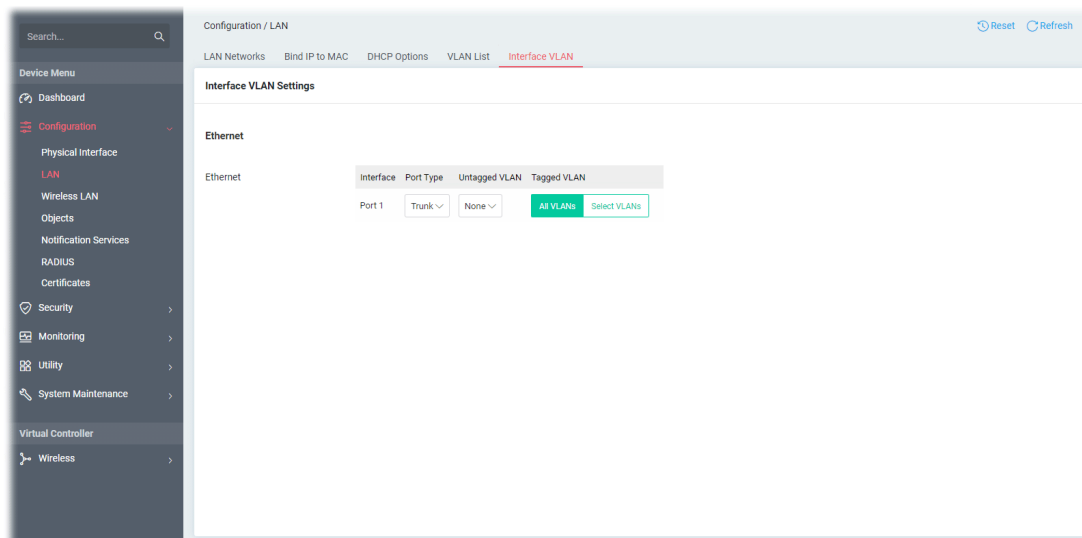 Search...
Device Menu
Dashboard
Configuration
Physical Interface
LAN
Wireless LAN
Objects
Notification Services
RADIUS
Certificates
Security
Monitoring
Utility
System Maintenance
Virtual Controller
Wireless
Configuration / LAN
Reset Refresh
LAN Networks Bind IP to MAC DHCP Options VLAN List Interface VLAN
Interface VLAN Settings
Ethernet
Ethernet
Interface Port Type Untagged VLAN Tagged VLAN
Port 1 Trunk None All VLANs Select VLANs